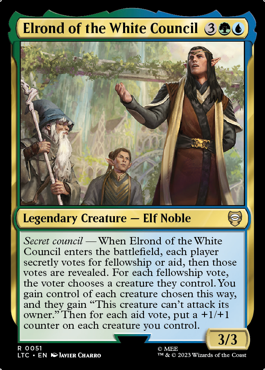 Elrond of the White Council 3
Legendary Creature — Elf Noble
Secret council — When Elrond of the White
Council enters the battlefield, each player
secretly votes for fellowship or aid, then those
votes are revealed. For each fellowship vote,
the voter chooses a creature they control. You
gain control of each creature chosen this way,
and they gain “This creature can't attack its
owner.” Then for each aid vote, put a +1/+1
counter on each creature you control.
3/3
R 0051
LTC • EN Javier Charro
© MEE
™ & © 2023 Wizards of the Coast